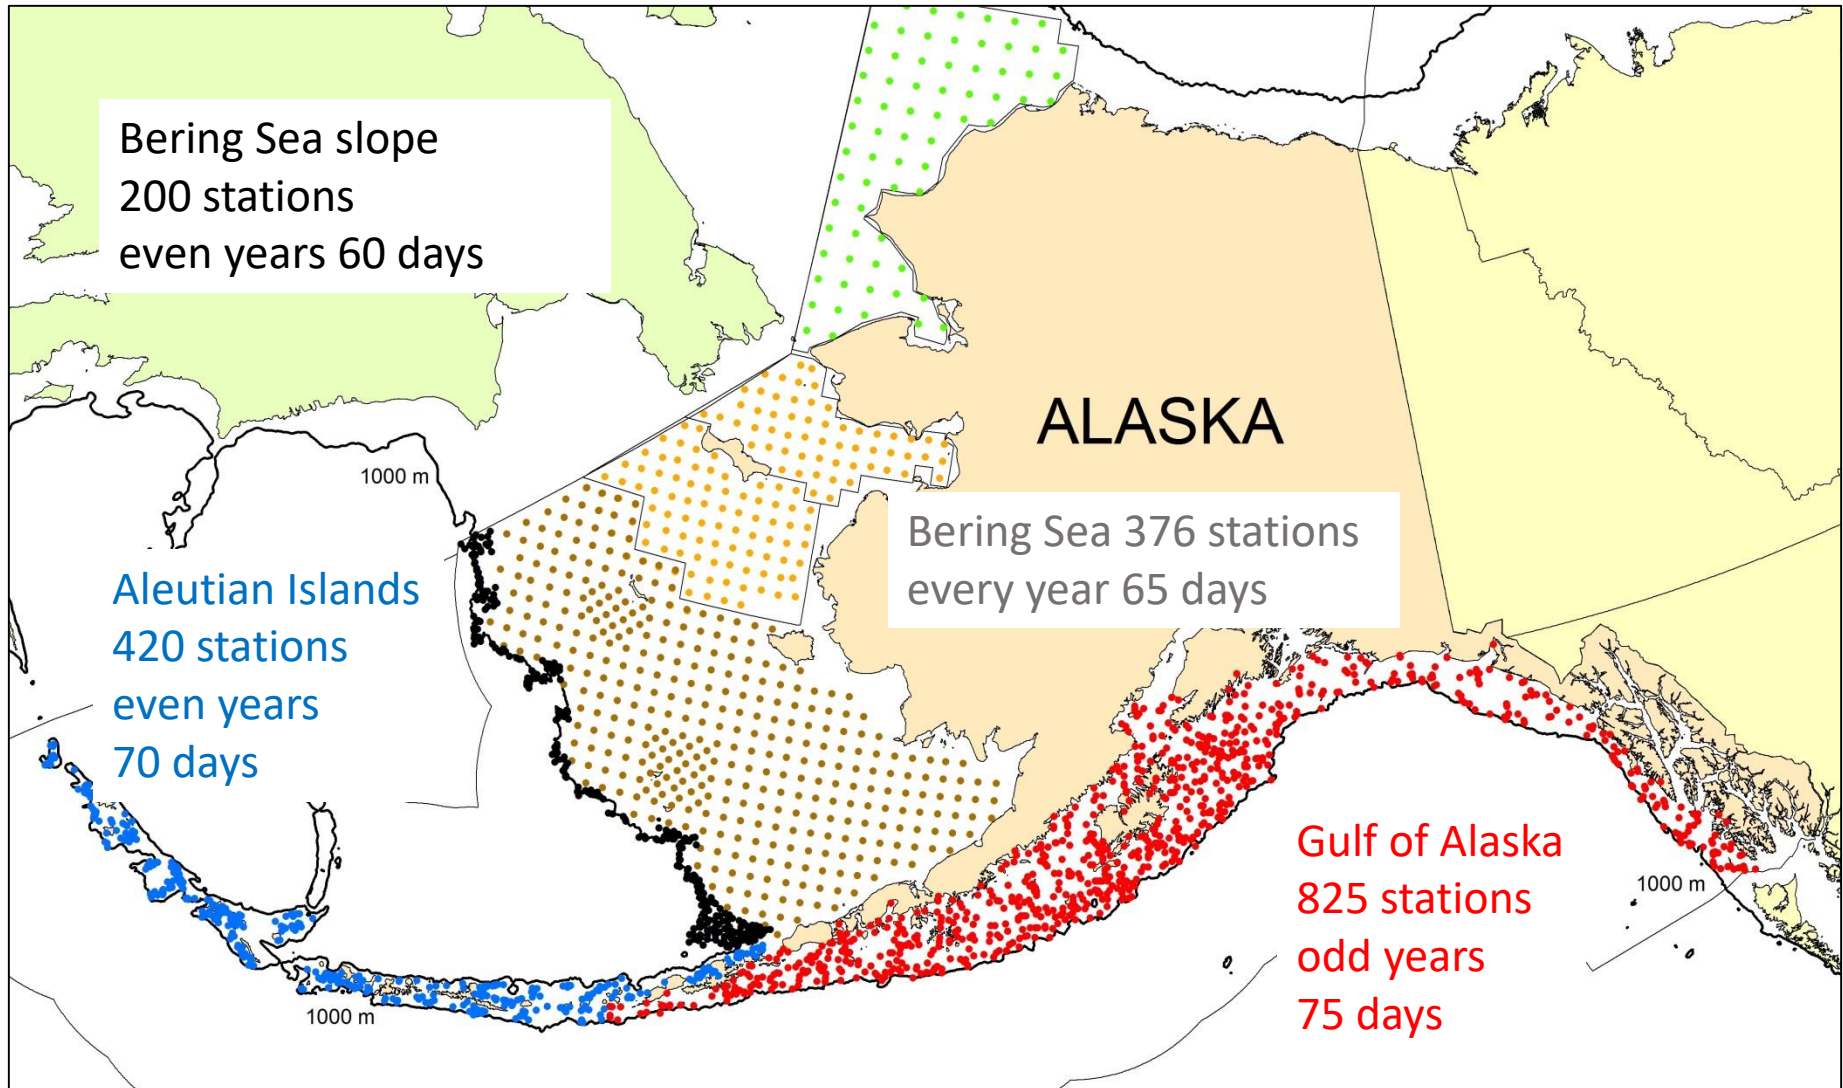 Bering Sea slope
200 stations
even years 60 days
ALASKA
1000 m
Bering Sea 376 stations
every year 65 days
Aleutian Islands
420 stations
even years
70 days
Gulf of Alaska
825 stations
odd years
75 days
1000 m
1000 m